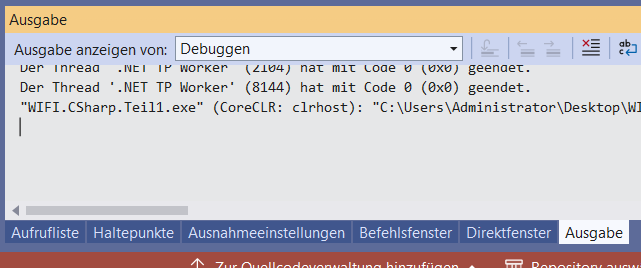 Ausgabe
Ausgabe anzeigen von: Debuggen
Der Thread '.NET TP Worker' (2104) hat mit Code 0 (0x0) geendet.
Der Thread '.NET TP Worker' (8144) hat mit Code 0 (0x0) geendet.
"WIFI.CSharp.Teil1.exe" (CoreCLR: clrhost): "C:\Users\Administrator\Desktop\WI
Aufrufliste Haltepunkte Ausnahmeeinstellungen Befehlsfenster Direktfenster Ausgabe
Zur Quellcodeverwaltung hinzufügen Repository ausw